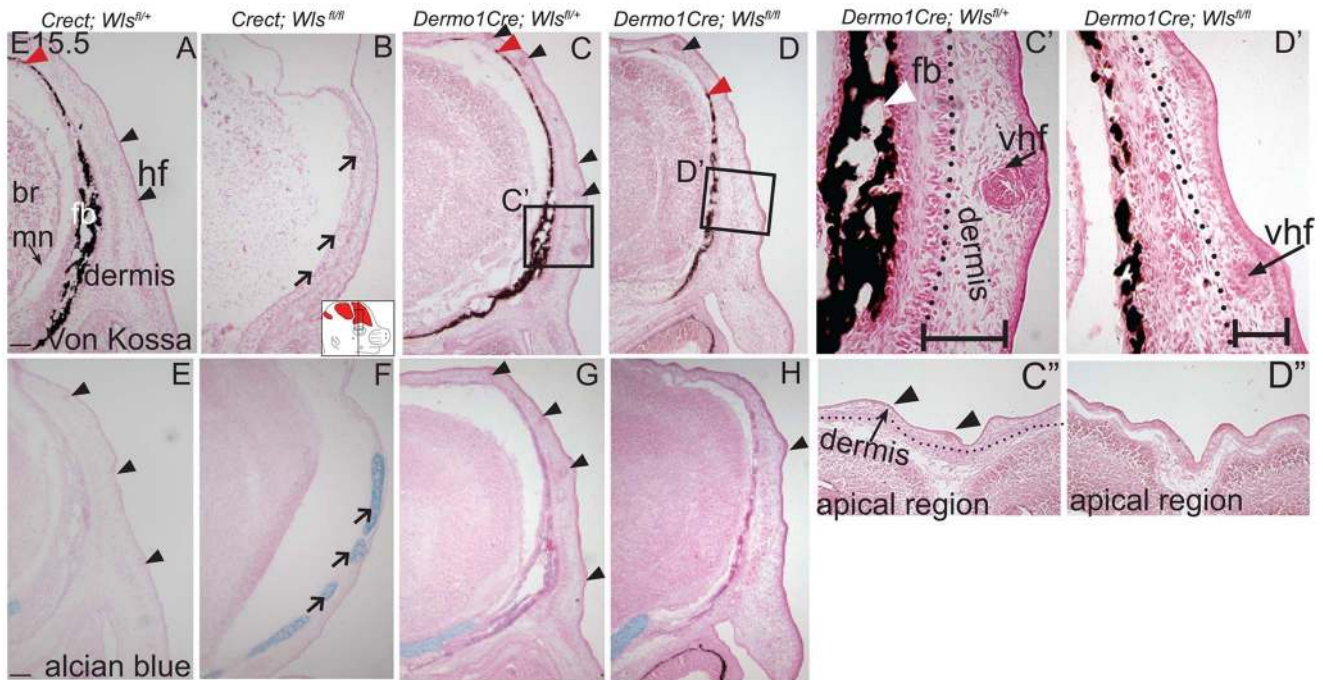 Crect; Wls^fl/+
Crect; Wls^fl/fl
Dermo1Cre; Wls^fl/+
Dermo1Cre; Wls^fl/fl
Dermo1Cre; Wls^fl/+
Dermo1Cre; Wls^fl/fl
E15.5
A
B
C
D
C'
D'
hf
br
fb
mn
dermis
Von Kossa
C'
D'
fb
vhf
dermis
vhf
E
F
G
H
C"
D"
dermis
apical region
apical region
alcian blue